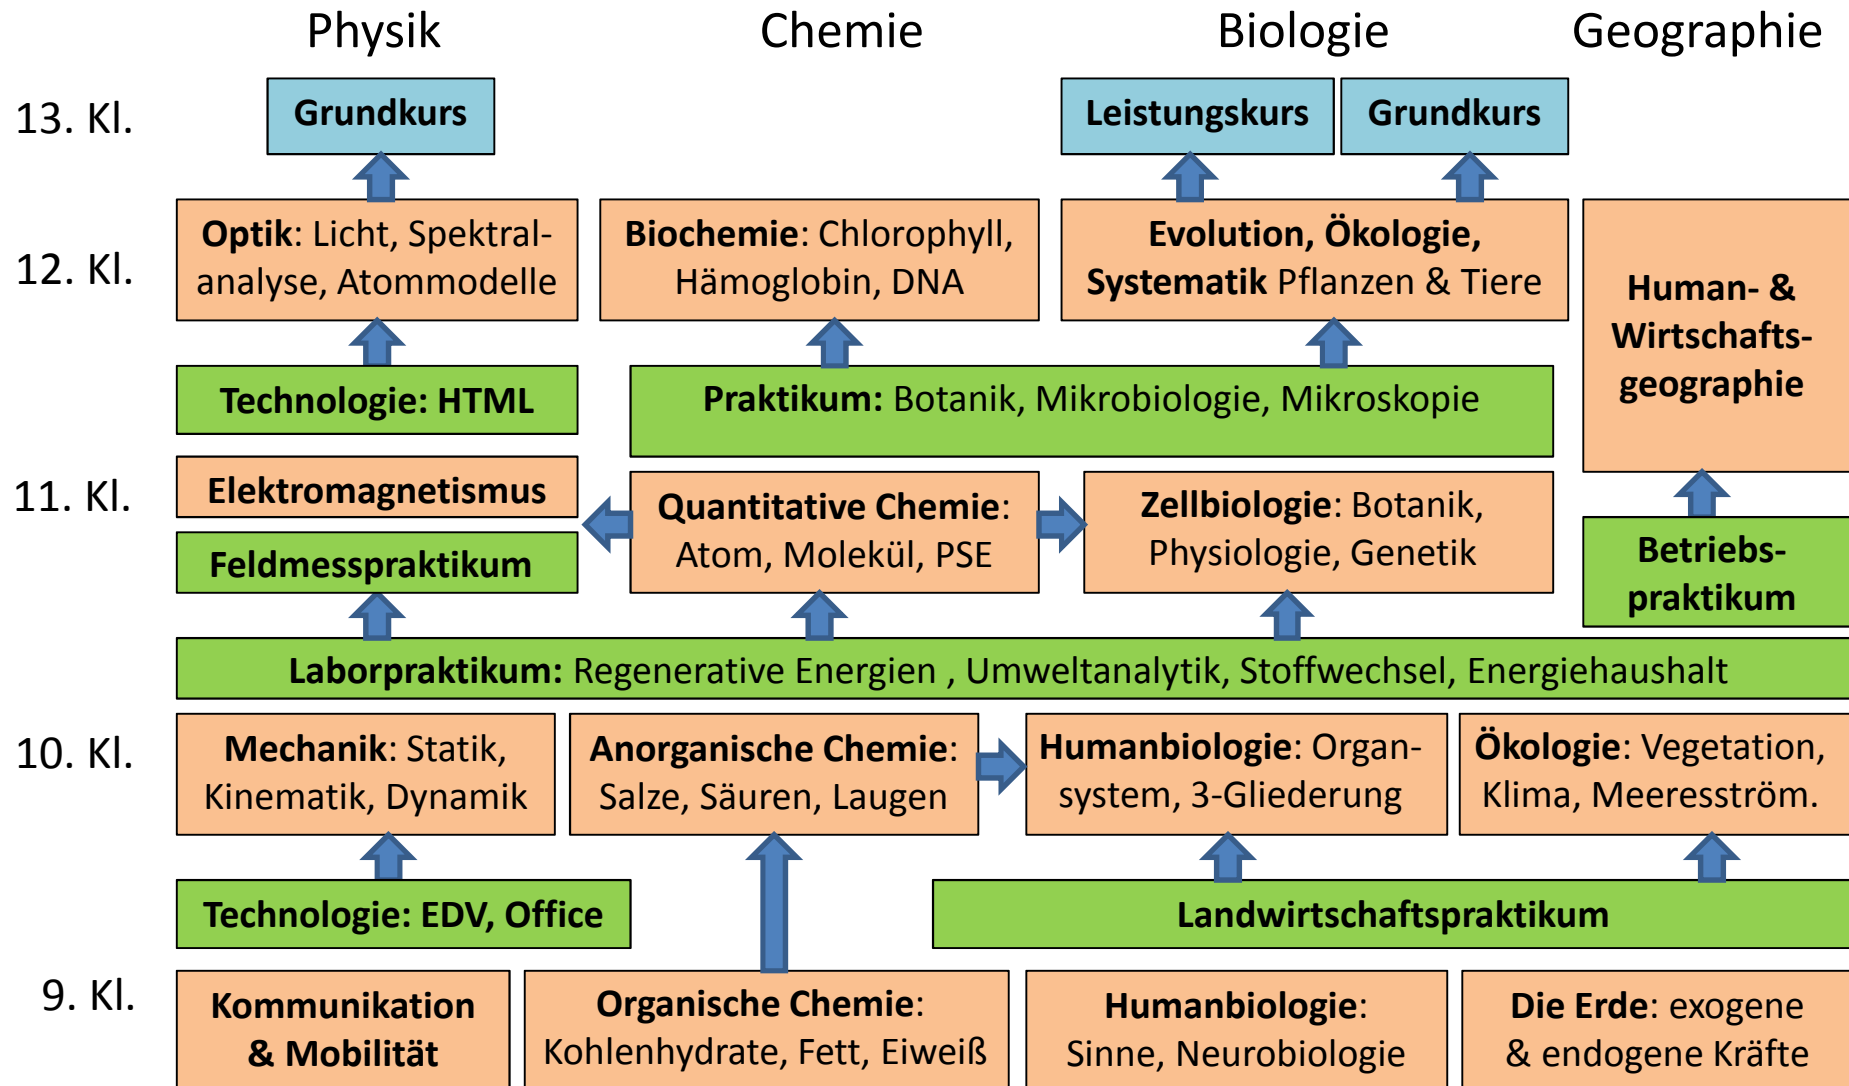 Physik
Chemie
Biologie
Geographie
13. Kl.
Grundkurs
Leistungskurs
Grundkurs
12. Kl.
Optik: Licht, Spektral-
analyse, Atommodelle
Biochemie: Chlorophyll,
Hämoglobin, DNA
Evolution, Ökologie,
Systematik Pflanzen & Tiere
Human- &
Wirtschafts-
geographie
Technologie: HTML
Praktikum: Botanik, Mikrobiologie, Mikroskopie
11. Kl.
Elektromagnetismus
Feldmesspraktikum
Quantitative Chemie:
Atom, Molekül, PSE
Zellbiologie: Botanik,
Physiologie, Genetik
Betriebs-
praktikum
Laborpraktikum: Regenerative Energien , Umweltanalytik, Stoffwechsel, Energiehaushalt
10. Kl.
Mechanik: Statik,
Kinematik, Dynamik
Anorganische Chemie:
Salze, Säuren, Laugen
Humanbiologie: Organ-
system, 3-Gliederung
Ökologie: Vegetation,
Klima, Meeresström.
Technologie: EDV, Office
Landwirtschaftspraktikum
9. Kl.
Kommunikation
& Mobilität
Organische Chemie:
Kohlenhydrate, Fett, Eiweiß
Humanbiologie:
Sinne, Neurobiologie
Die Erde: exogene
& endogene Kräfte